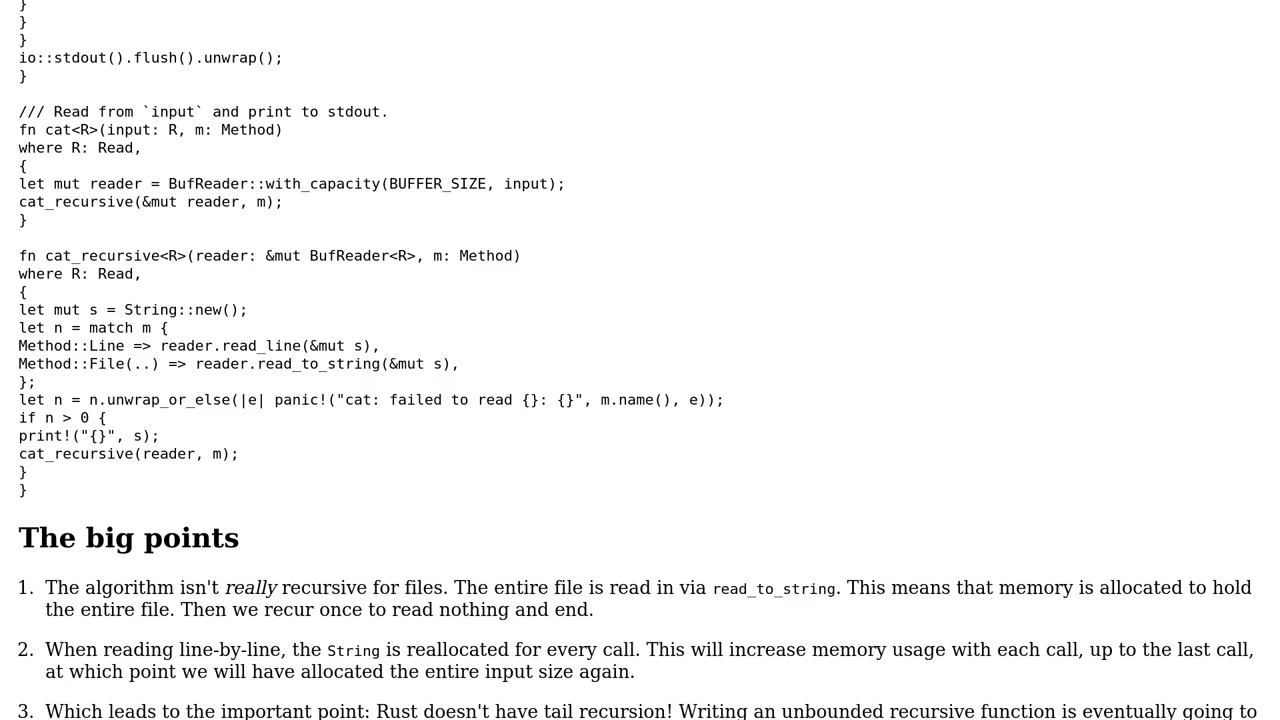 }
}
}
io::stdout().flush().unwrap();
}
/// Read from `input` and print to stdout.
fn cat<R>(input: R, m: Method)
where R: Read,
{
let mut reader = BufReader::with_capacity(BUFFER_SIZE, input);
cat_recursive(&mut reader, m);
}
fn cat_recursive<R>(reader: &mut BufReader<R>, m: Method)
where R: Read,
{
let mut s = String::new();
let n = match m {
Method::Line => reader.read_line(&mut s),
Method::File(..) => reader.read_to_string(&mut s),
};
let n = n.unwrap_or_else(|e| panic!("cat: failed to read {}: {}", m.name(), e));
if n > 0 {
print!("{}", s);
cat_recursive(reader, m);
}
}
The big points
1. The algorithm isn't really recursive for files. The entire file is read in via read_to_string. This means that memory is allocated to hold
the entire file. Then we recur once to read nothing and end.
2. When reading line-by-line, the String is reallocated for every call. This will increase memory usage with each call, up to the last call,
at which point we will have allocated the entire input size again.
3. Which leads to the important point: Rust doesn't have tail recursion! Writing an unbounded recursive function is eventually going to